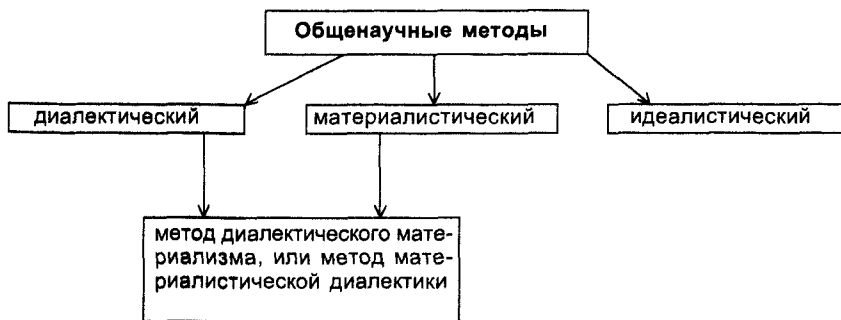 Общенаучные методы
диалектический материалистический идеалистический
метод диалектического мате-
риализма, или метод мате-
риалистической диалектики